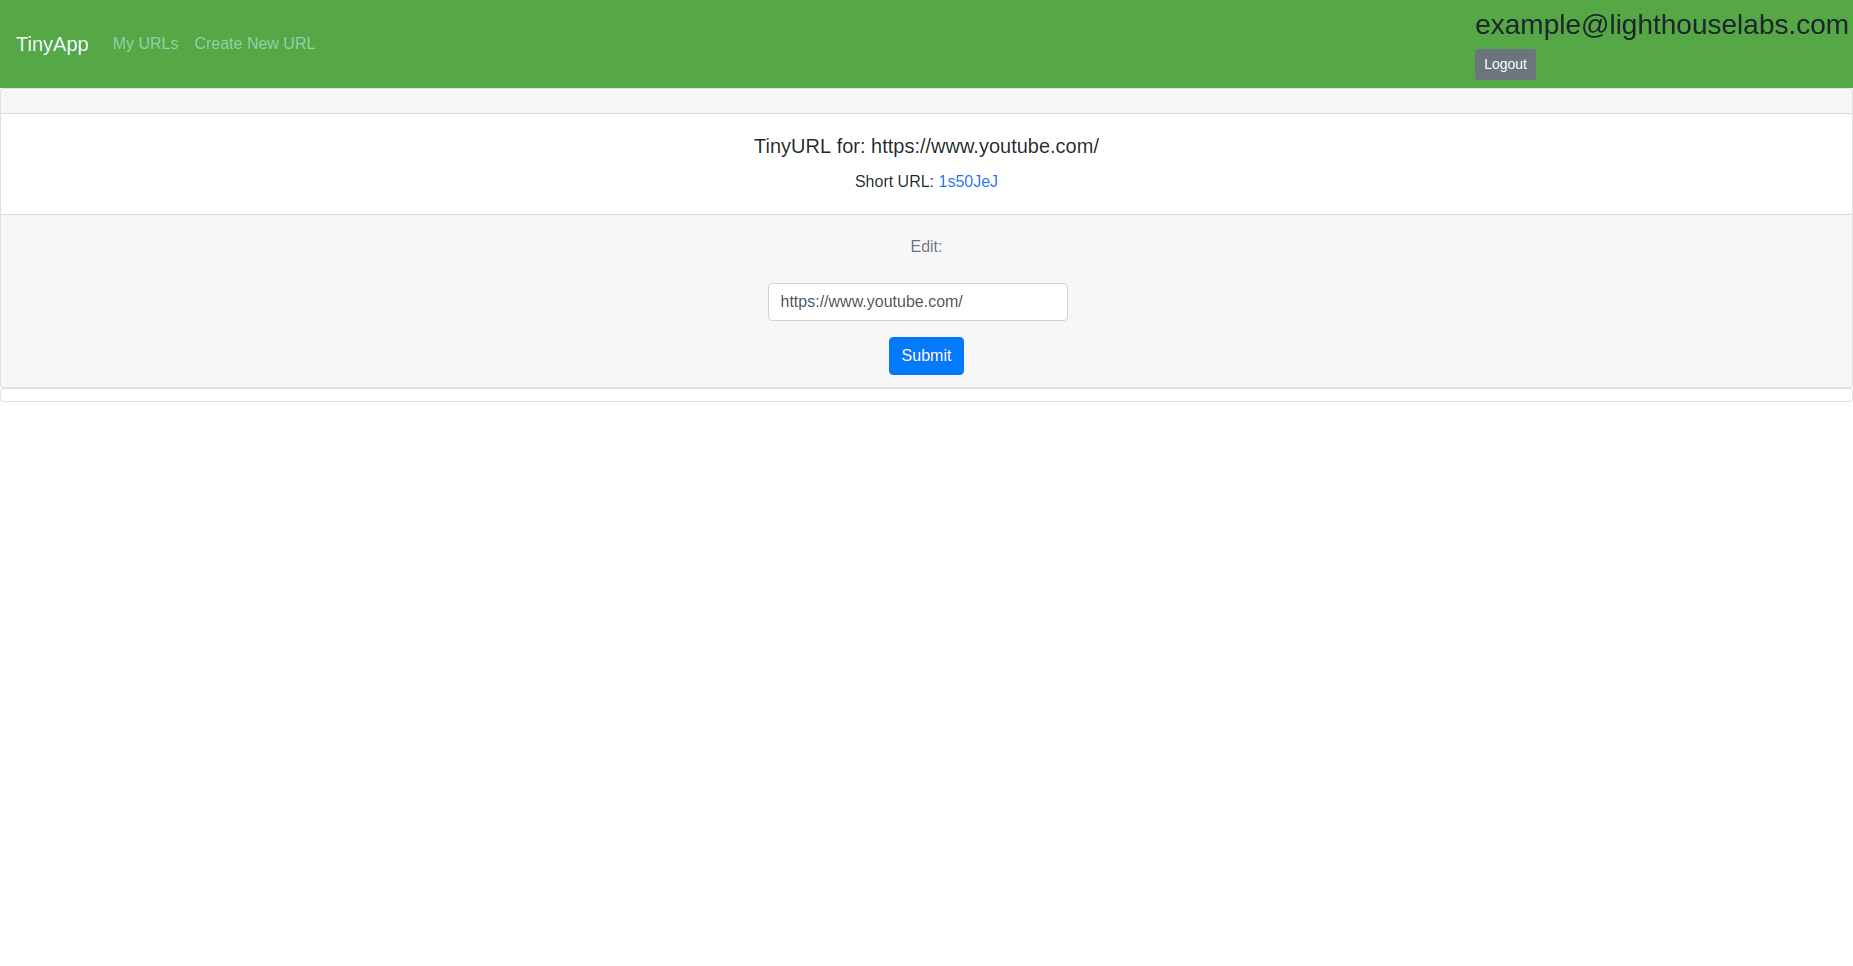 TinyApp My URLs Create New URL
example@lighthouselabs.com
Logout
TinyURL for: https://www.youtube.com/
Short URL: 1s50JeJ
Edit:
https://www.youtube.com/
Submit